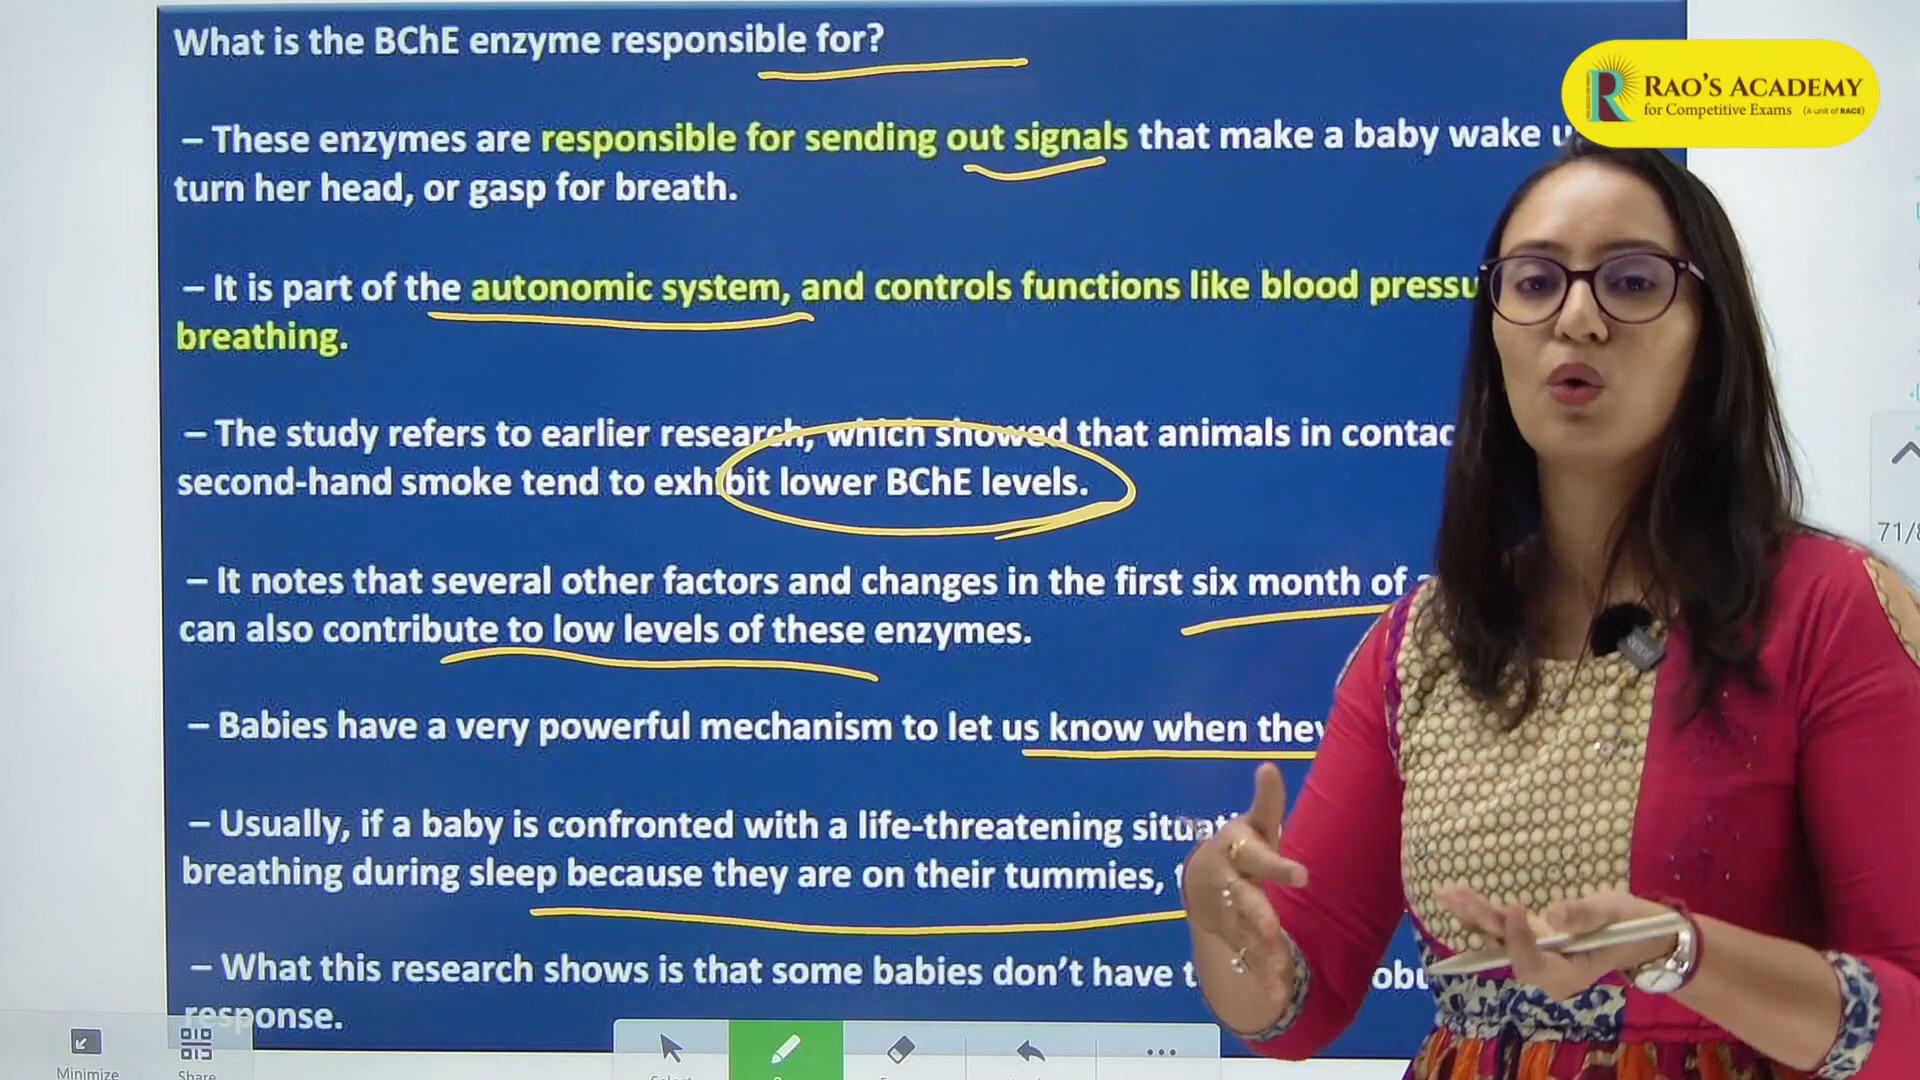 What is the BChE enzyme responsible for?
RAO'S ACADEMY
for Competitive Exams (A unit of RACE)
– These enzymes are responsible for sending out signals that make a baby wake
turn her head, or gasp for breath.
– It is part of the autonomic system, and controls functions like blood
breathing.
– The study refers to earlier research, which showed that animals in
second-hand smoke tend to exhibit lower BChE levels.
71/
– It notes that several other factors and changes in the first six month of
can also contribute to low levels of these enzymes.
– Babies have a very powerful mechanism to let us know when
– Usually, if a baby is confronted with a life-threatening
breathing during sleep because they are on their tummies,
– What this research shows is that some babies don't have
response.
Minimize
Share
Select